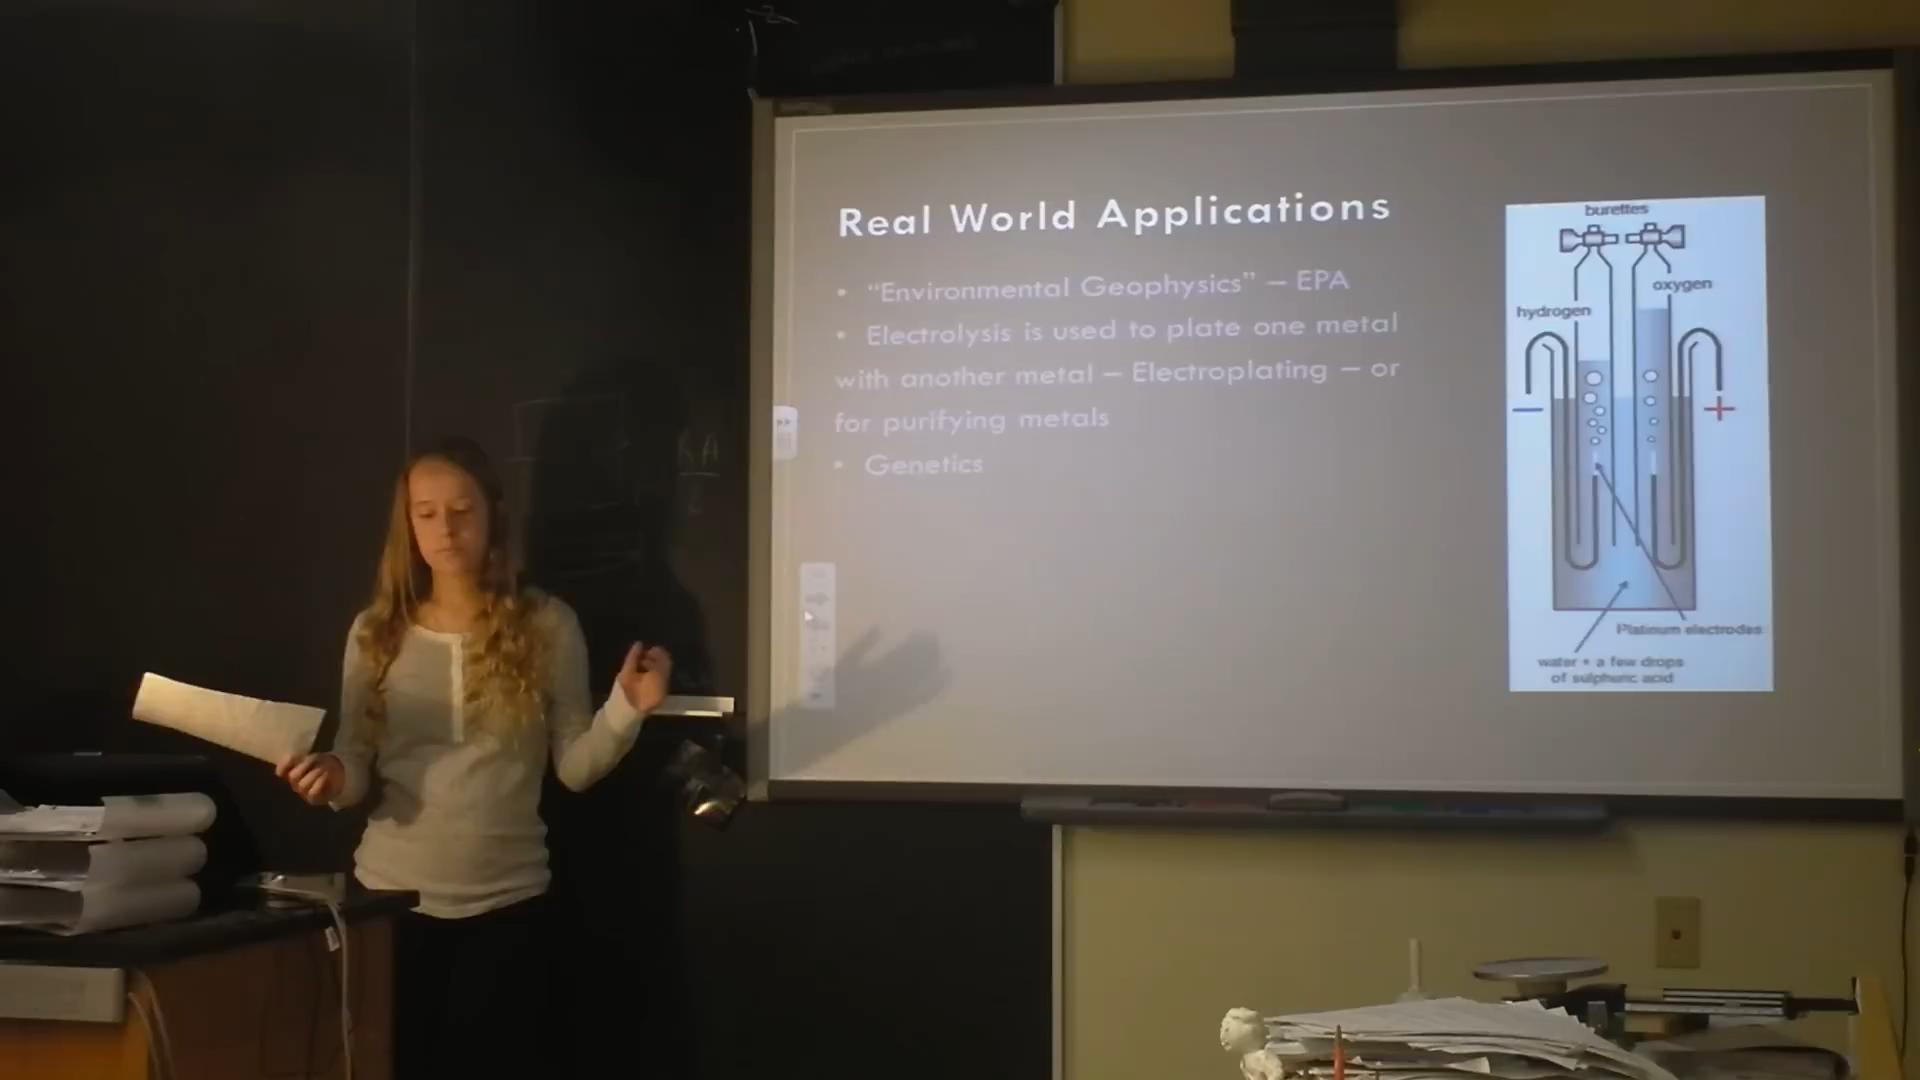 Real World Applications
• “Environmental Geophysics” – EPA
• Electrolysis is used to plate one metal
with another metal – Electroplating – or
for purifying metals
• Genetics
burettes
oxygen
hydrogen
– +
Platinum electrodes
water + a few drops
of sulphuric acid